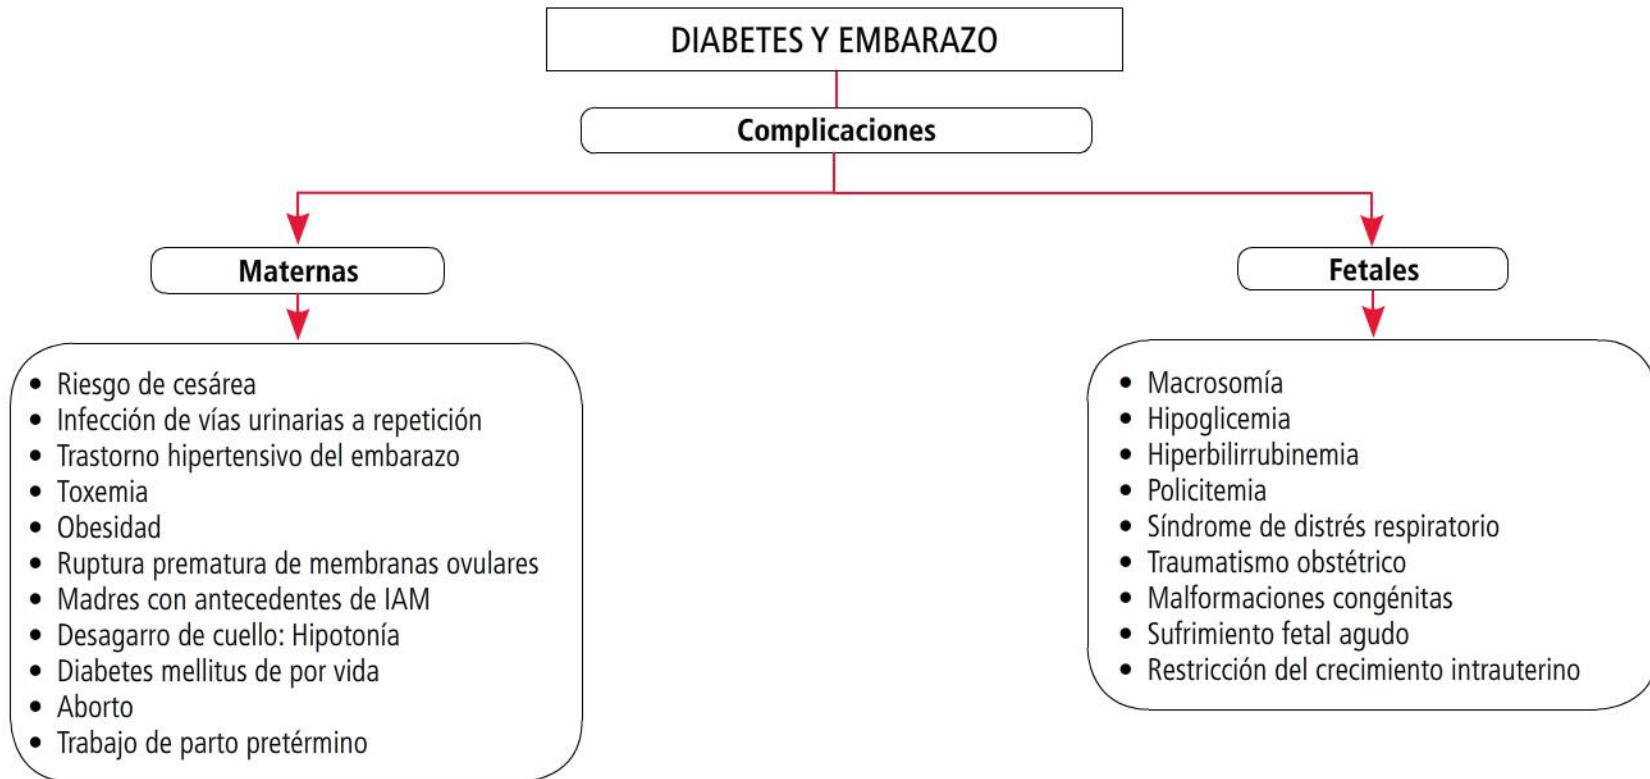 DIABETES Y EMBARAZO
Complicaciones
Maternas
• Riesgo de cesárea
• Infección de vías urinarias a repetición
• Trastorno hipertensivo del embarazo
• Toxemia
• Obesidad
• Ruptura prematura de membranas ovulares
• Madres con antecedentes de IAM
• Desagarro de cuello: Hipotonía
• Diabetes mellitus de por vida
• Aborto
• Trabajo de parto pretérmino
Fetales
• Macrosomía
• Hipoglicemia
• Hiperbilirrubinemia
• Policitemia
• Síndrome de distrés respiratorio
• Traumatismo obstétrico
• Malformaciones congénitas
• Sufrimiento fetal agudo
• Restricción del crecimiento intrauterino